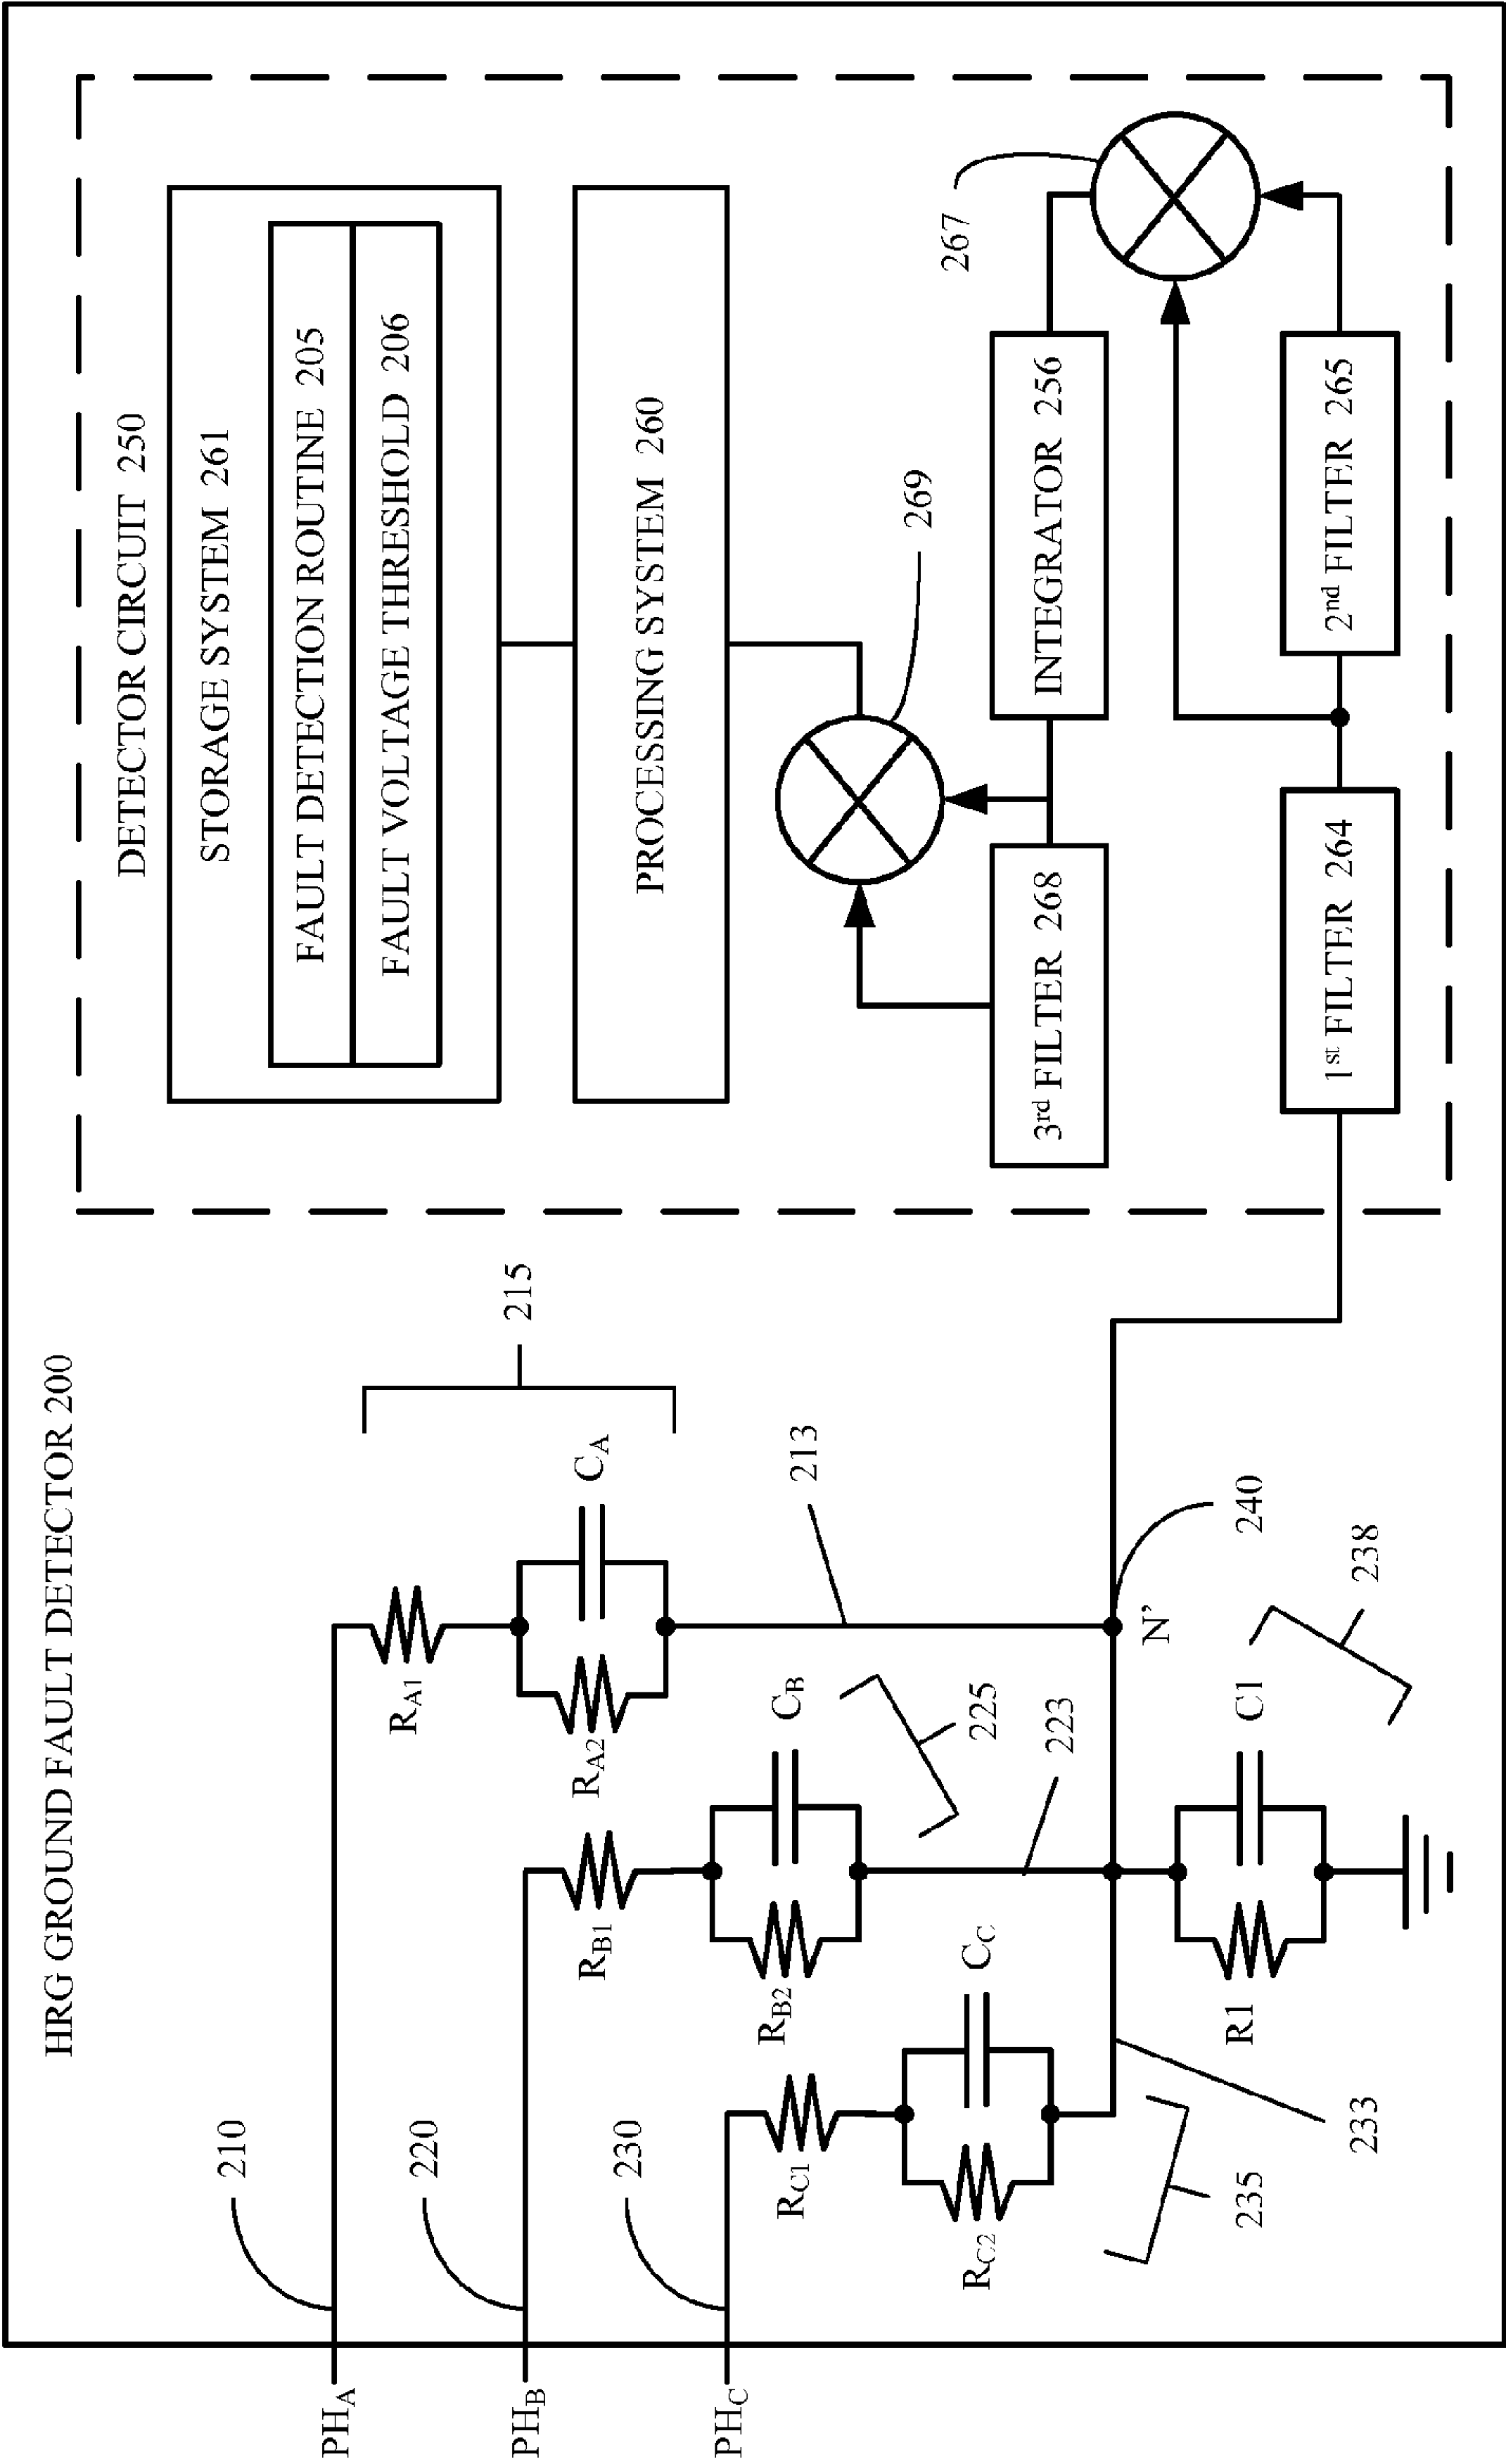 HRG GROUND FAULT DETECTOR 200
DETECTOR CIRCUIT 250
STORAGE SYSTEM 261
FAULT DETECTION ROUTINE 205
FAULT VOLTAGE THRESHOLD 206
PROCESSING SYSTEM 260
269
267
3rd FILTER 268
INTEGRATOR 256
1st FILTER 264
2nd FILTER 265
PHA
210
RA1
RA2
CA
215
213
PHB
220
RB1
RB2
CB
225
223
PHC
230
RC1
RC2
CC
235
233
N'
240
R1
C1
238